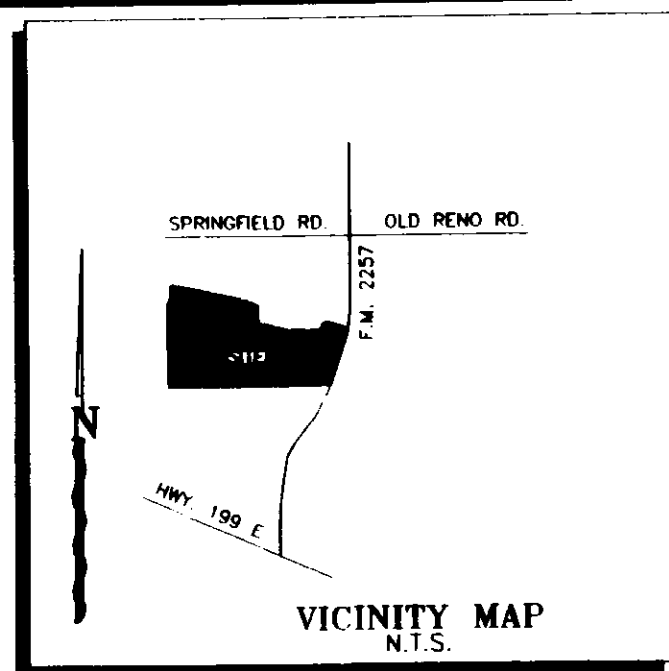 SPRINGFIELD RD. OLD RENO RD.
F.M. 2257
N
HWY. 199 E
VICINITY MAP
N.T.S.